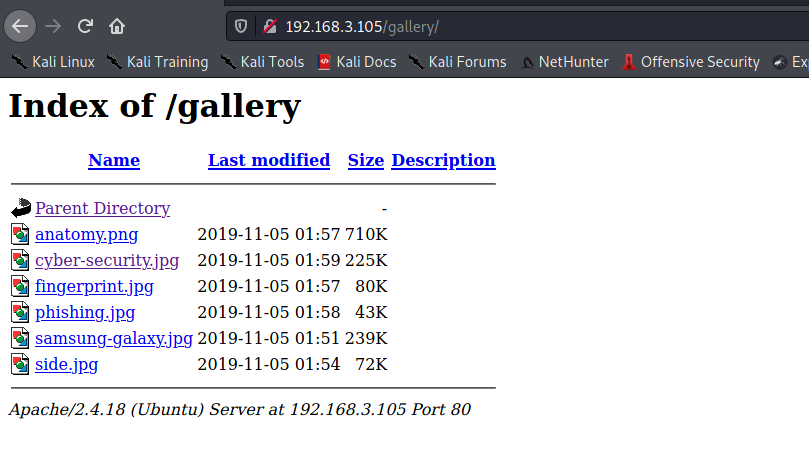 192.168.3.105/gallery/
Kali Linux Kali Training Kali Tools Kali Docs Kali Forums NetHunter Offensive Security Ex
Index of /gallery
Name Last modified Size Description
Parent Directory -
anatomy.png 2019-11-05 01:57 710K
cyber-security.jpg 2019-11-05 01:59 225K
fingerprint.jpg 2019-11-05 01:57 80K
phishing.jpg 2019-11-05 01:58 43K
samsung-galaxy.jpg 2019-11-05 01:51 239K
side.jpg 2019-11-05 01:54 72K
Apache/2.4.18 (Ubuntu) Server at 192.168.3.105 Port 80